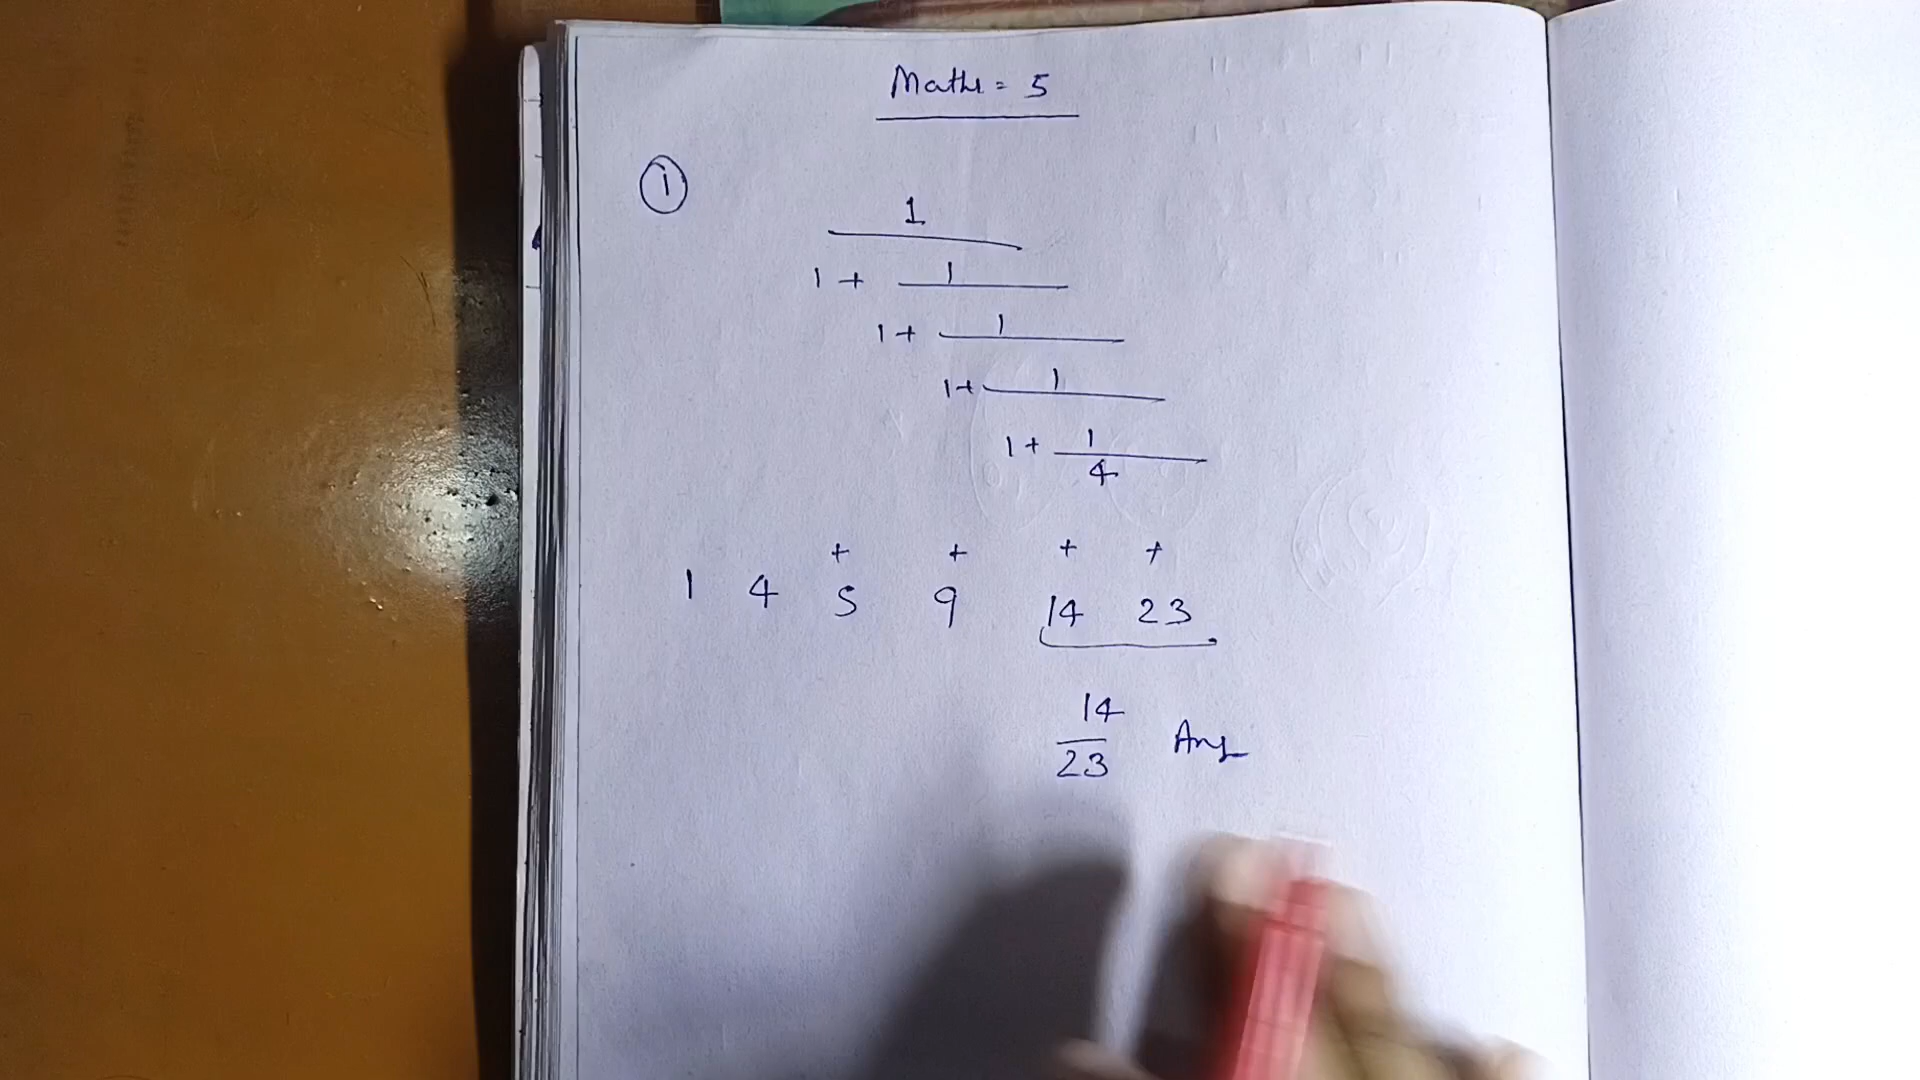 Maths = 5
1
1
1 + 1
1 + 1
1 + 1
1 + 1
4
+ + + +
1 4 5 9 14 23
14
23 Ans